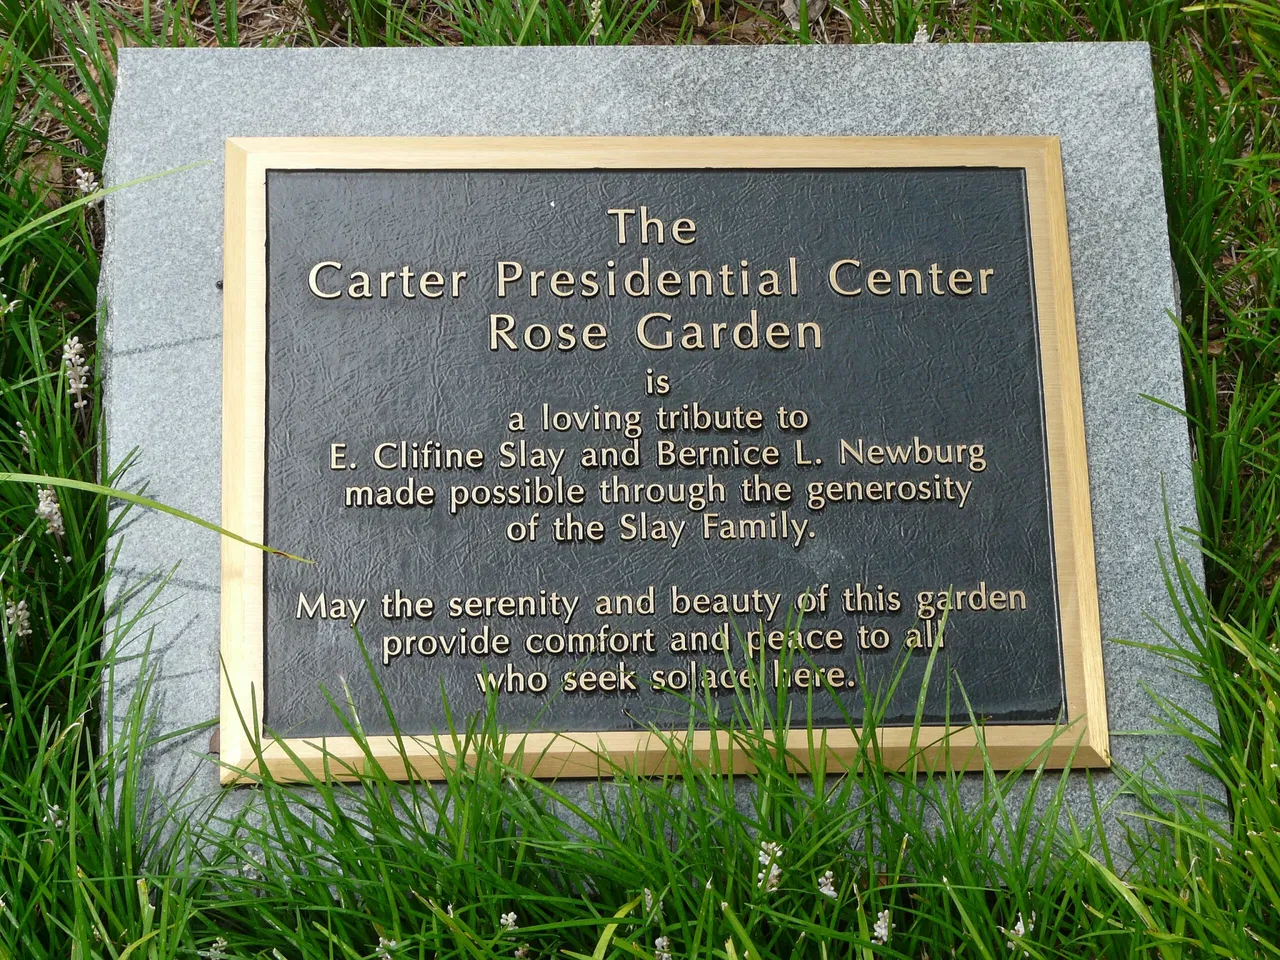 The
Carter Presidential Center
Rose Garden
is
a loving tribute to
E. Clifine Slay and Bernice L. Newburg
made possible through the generosity
of the Slay Family.
May the serenity and beauty of this garden
provide comfort and peace to all
who seek solace here.